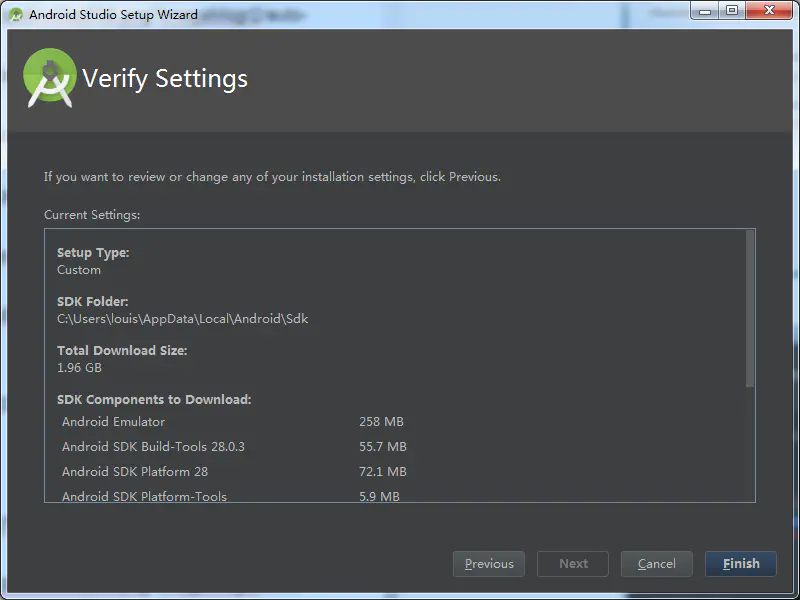 Android Studio Setup Wizard
Verify Settings
If you want to review or change any of your installation settings, click Previous.
Current Settings:
Setup Type:
Custom
SDK Folder:
C:\Users\louis\AppData\Local\Android\Sdk
Total Download Size:
1.96 GB
SDK Components to Download:
Android Emulator 258 MB
Android SDK Build-Tools 28.0.3 55.7 MB
Android SDK Platform 28 72.1 MB
Android SDK Platform-Tools 5.9 MB
Previous Next Cancel Finish